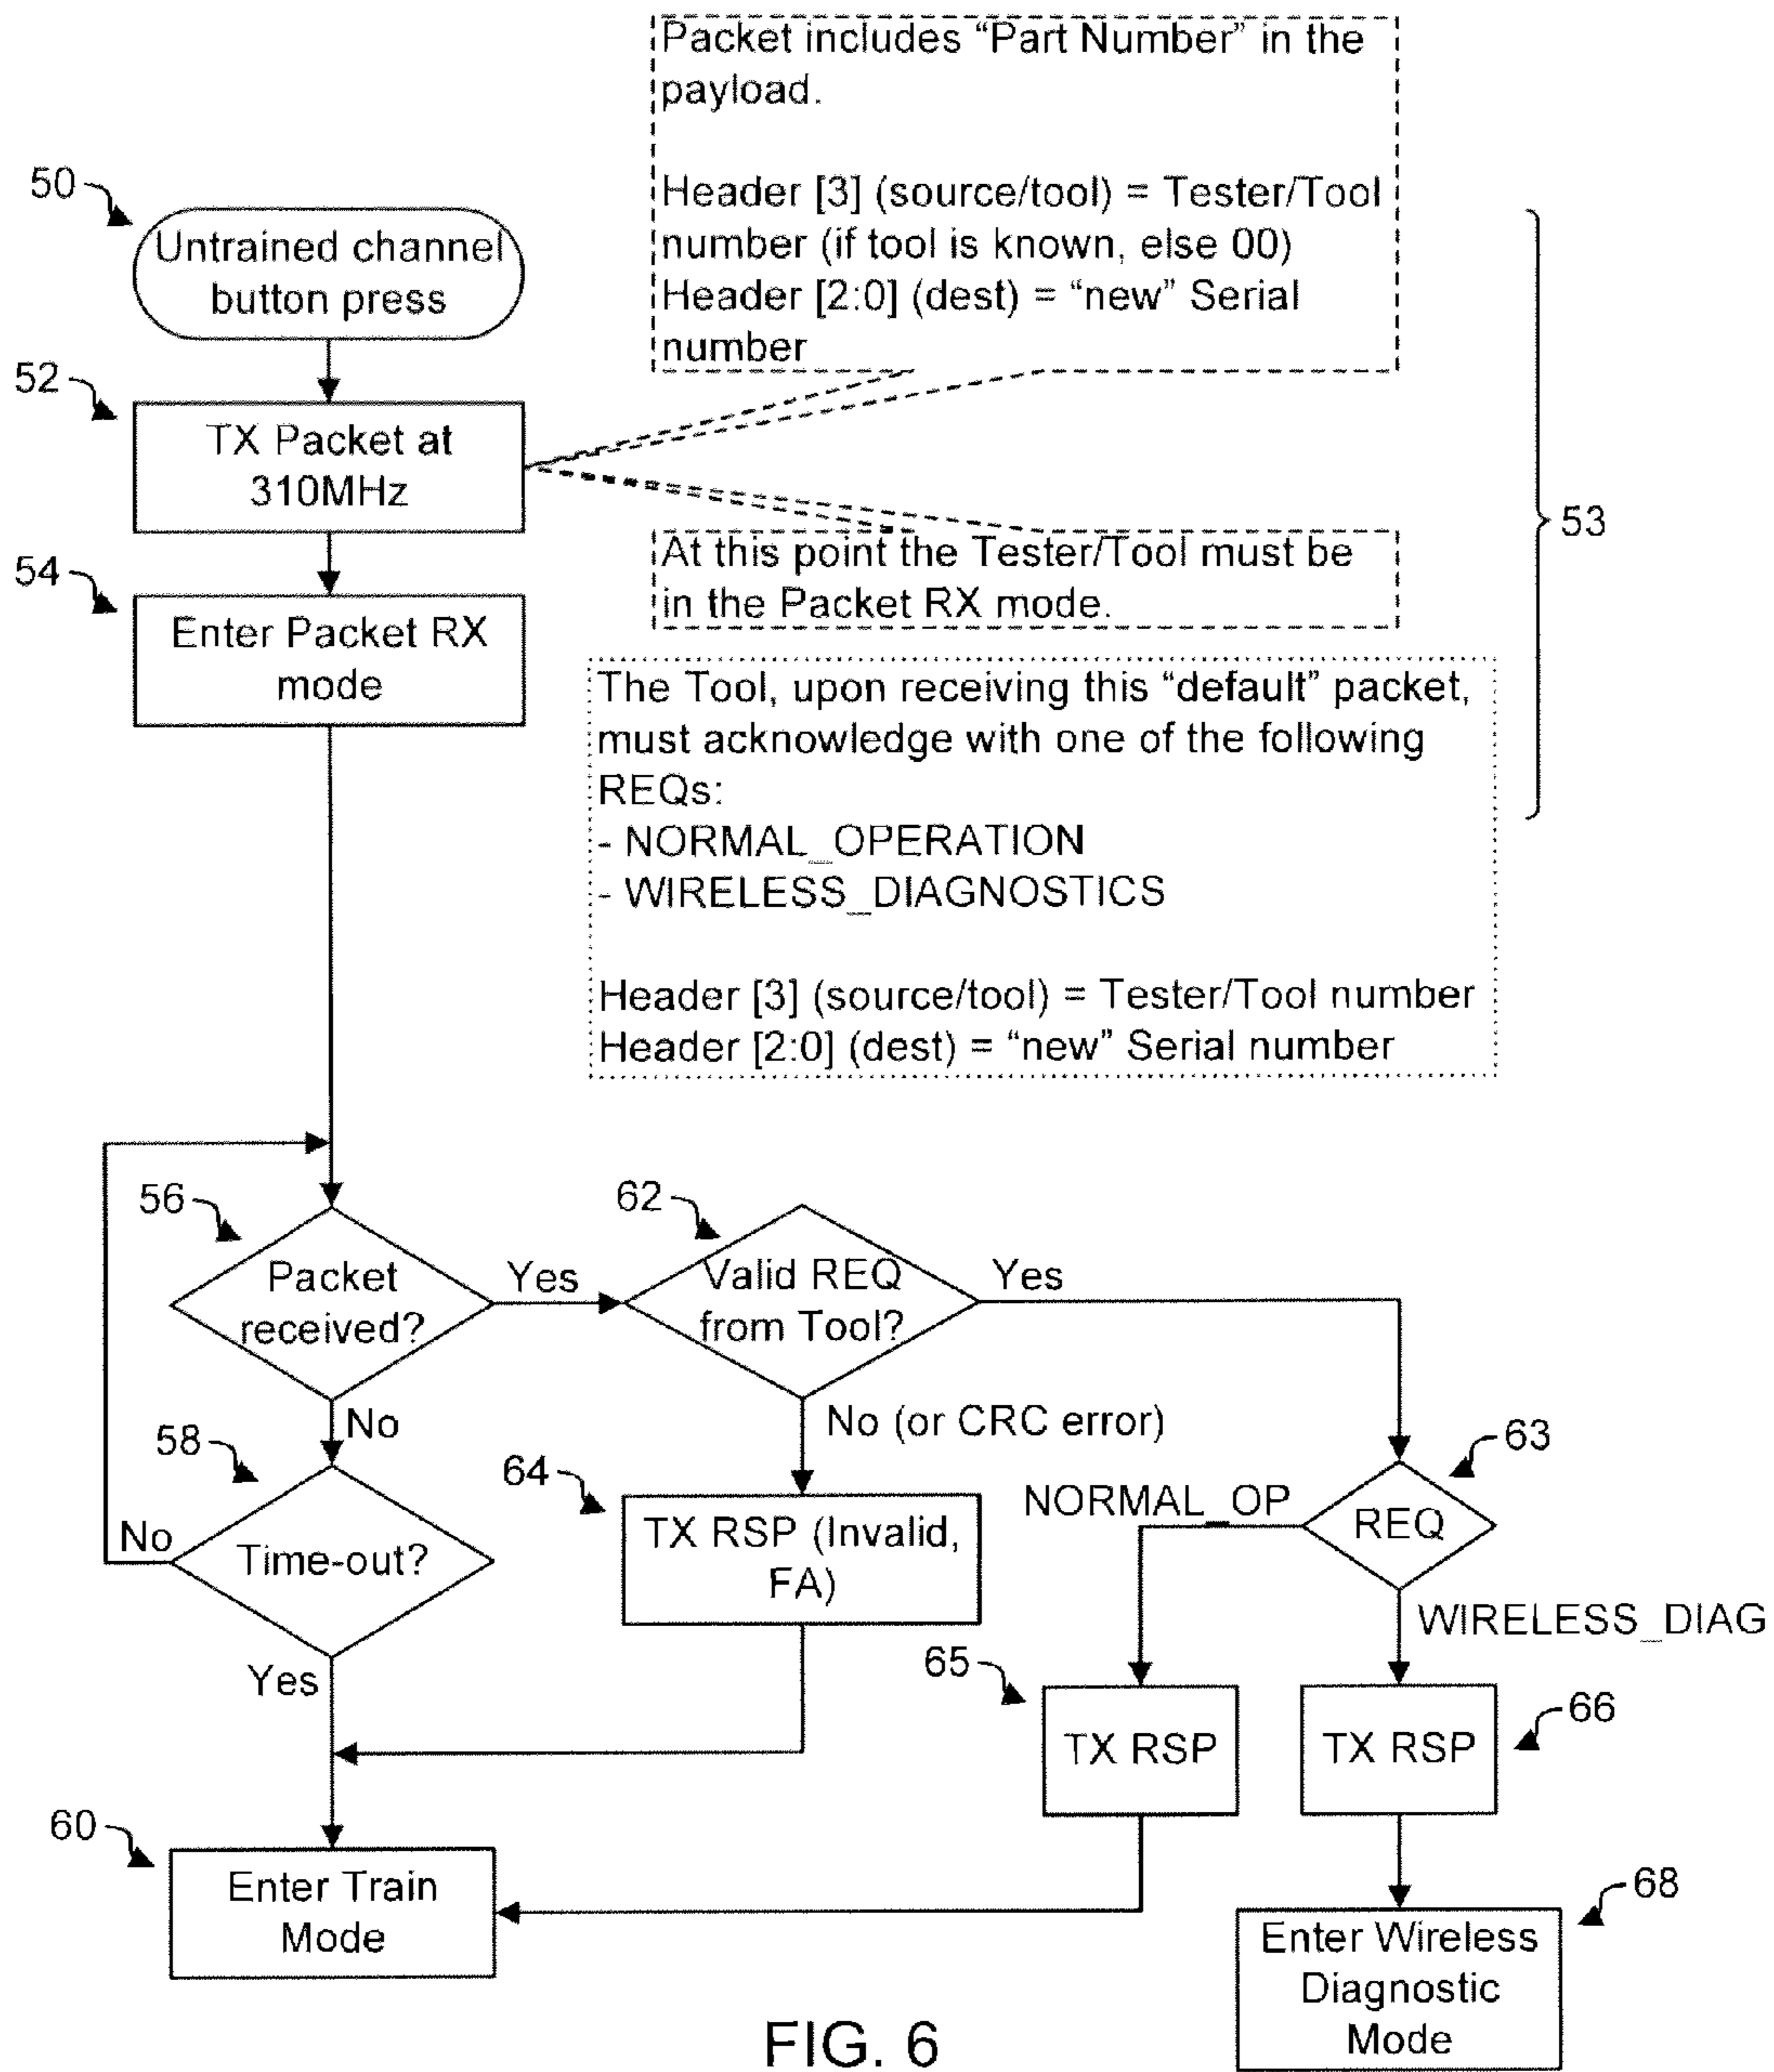 Packet includes “Part Number” in the
payload.
Header [3] (source/tool) = Tester/Tool
number (if tool is known, else 00)
Header [2:0] (dest) = “new” Serial
number
50
Untrained channel
button press
52
TX Packet at
310MHz
53
54
Enter Packet RX
mode
At this point the Tester/Tool must be
in the Packet RX mode.
The Tool, upon receiving this “default” packet,
must acknowledge with one of the following
REQs:
- NORMAL_OPERATION
- WIRELESS_DIAGNOSTICS
Header [3] (source/tool) = Tester/Tool number
Header [2:0] (dest) = “new” Serial number
56
Packet
received?
Yes
No
62
Valid REQ
from Tool?
Yes
No (or CRC error)
58
Time-out?
No
Yes
64
TX RSP (Invalid,
FA)
63
REQ
NORMAL_OP
WIRELESS_DIAG
65
TX RSP
66
TX RSP
60
Enter Train
Mode
68
Enter Wireless
Diagnostic
Mode
FIG. 6